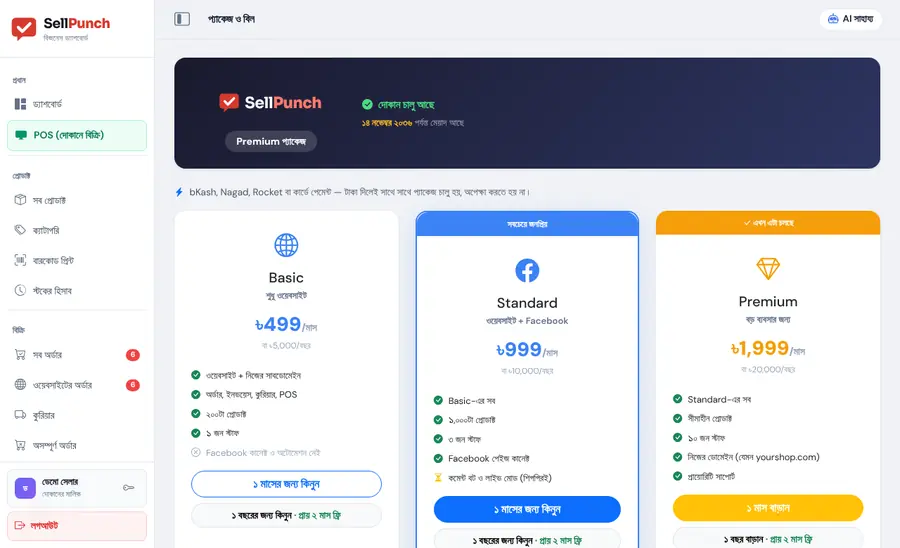 SellPunch
বিজনেস ড্যাশবোর্ড
প্রধান
ড্যাশবোর্ড
POS (দোকানে বিক্রি)
প্রোডাক্ট
সব প্রোডাক্ট
ক্যাটাগরি
বারকোড প্রিন্ট
স্টকের হিসাব
বিক্রি
সব অর্ডার 6
ওয়েবসাইটের অর্ডার 6
কুরিয়ার
অসম্পূর্ণ অর্ডার
ড
ডেমো সেলার
দোকানের মালিক
লগআউট
প্যাকেজ ও বিল
AI সাহায্য
SellPunch
Premium প্যাকেজ
দোকান চালু আছে
১৪ নভেম্বর ২০৩৬ পর্যন্ত মেয়াদ আছে
bKash, Nagad, Rocket বা কার্ডে পেমেন্ট — টাকা দিলেই সাথে সাথে প্যাকেজ চালু হয়, অপেক্ষা করতে হয় না।
Basic
শুধু ওয়েবসাইট
৳499/মাস
বা ৳5,000/বছর
ওয়েবসাইট + নিজের সাবডোমেইন
অর্ডার, ইনভয়েস, কুরিয়ার, POS
২০০টা প্রোডাক্ট
১ জন স্টাফ
Facebook কানেক্ট ও অটোমেশন নেই
১ মাসের জন্য কিনুন
১ বছরের জন্য কিনুন · প্রায় ২ মাস ফ্রি
সবচেয়ে জনপ্রিয়
Standard
ওয়েবসাইট + Facebook
৳999/মাস
বা ৳10,000/বছর
Basic-এর সব
১,০০০টা প্রোডাক্ট
৩ জন স্টাফ
Facebook পেইজ কানেক্ট
কমেন্ট বট ও লাইভ মোড (শিগগিরই)
১ মাসের জন্য কিনুন
১ বছরের জন্য কিনুন · প্রায় ২ মাস ফ্রি
এখন এটা চলছে
Premium
বড় ব্যবসার জন্য
৳1,999/মাস
বা ৳20,000/বছর
Standard-এর সব
সীমাহীন প্রোডাক্ট
১০ জন স্টাফ
নিজের ডোমেইন (যেমন yourshop.com)
প্রায়োরিটি সাপোর্ট
১ মাস বাড়ান
১ বছর বাড়ান · প্রায় ২ মাস ফ্রি